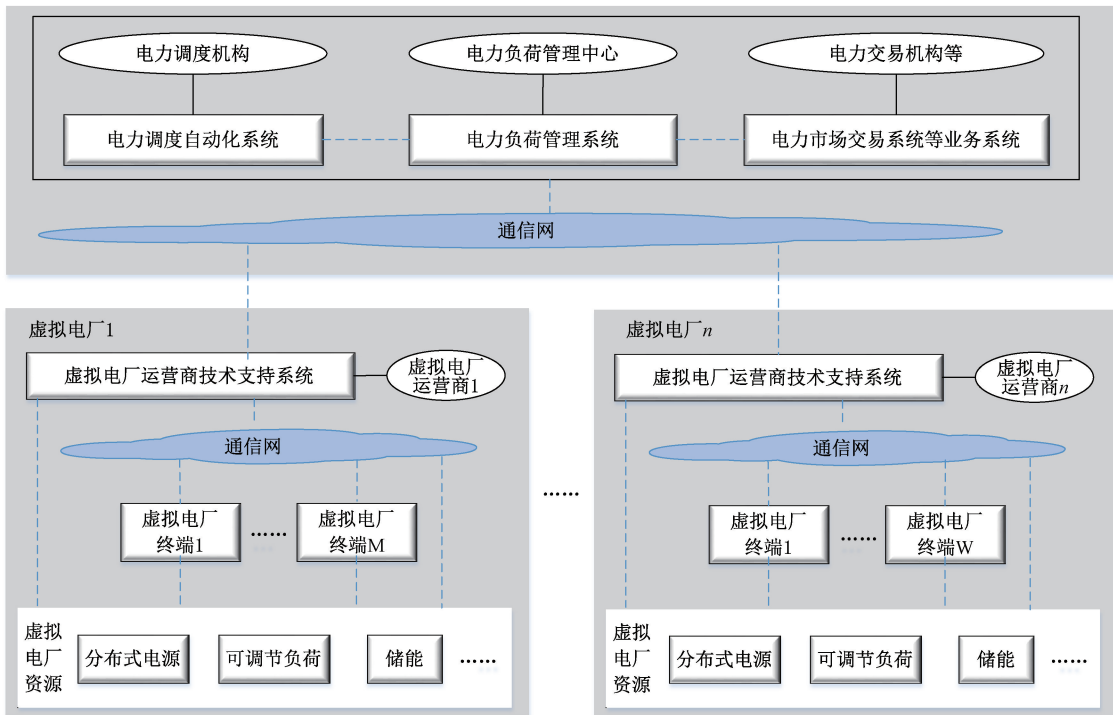 电力调度机构
电力负荷管理中心
电力交易机构等
电力调度自动化系统
电力负荷管理系统
电力市场交易系统等业务系统
通信网
虚拟电厂1
虚拟电厂运营商技术支持系统
虚拟电厂
运营商1
通信网
虚拟电厂
终端1
……
虚拟电厂
终端M
虚拟
电厂
资源
分布式电源
可调节负荷
储能
……
……
虚拟电厂n
虚拟电厂运营商技术支持系统
虚拟电厂
运营商n
通信网
虚拟电厂
终端1
……
虚拟电厂
终端W
虚拟
电厂
资源
分布式电源
可调节负荷
储能
……